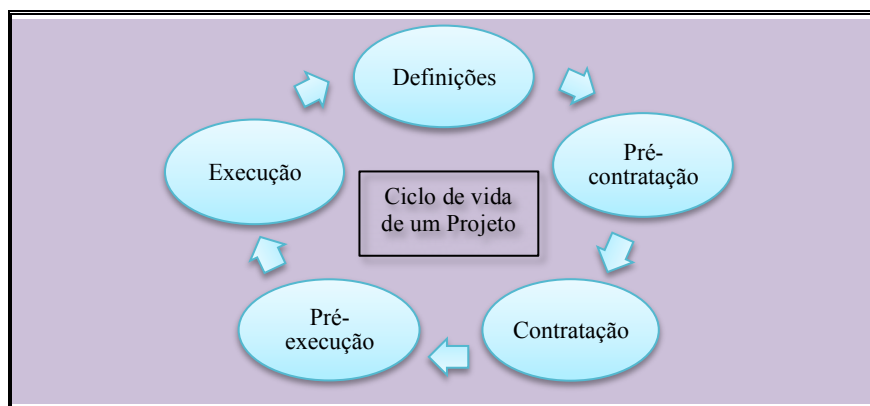 Definições
Pré-
contratação
Contratação
Pré-
execução
Execução
Ciclo de vida
de um Projeto